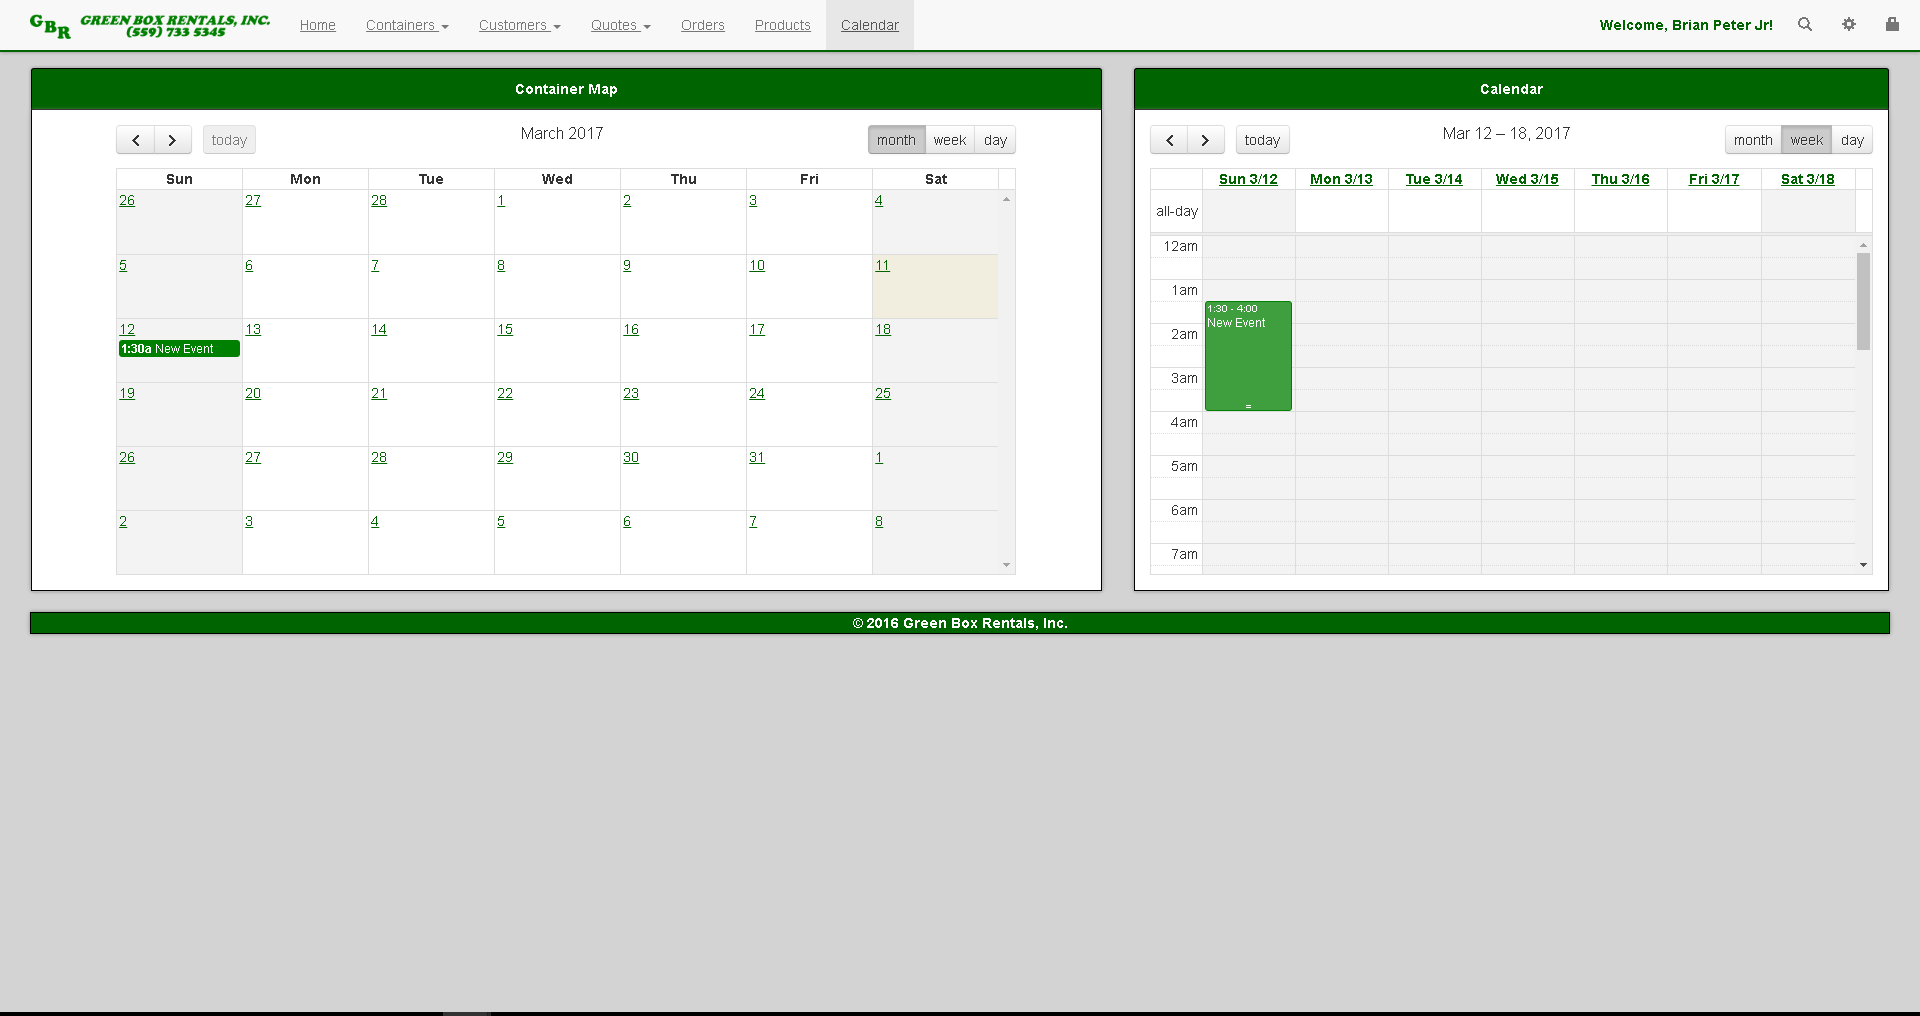 GBR GREEN BOX RENTALS, INC.
(559) 733 5345
Home Containers Customers Quotes Orders Products Calendar
Welcome, Brian Peter Jr!
Container Map
today March 2017 month week day
Sun Mon Tue Wed Thu Fri Sat
26 27 28 1 2 3 4
5 6 7 8 9 10 11
12 13 14 15 16 17 18
1:30a New Event
19 20 21 22 23 24 25
26 27 28 29 30 31 1
2 3 4 5 6 7 8
Calendar
today Mar 12 – 18, 2017 month week day
Sun 3/12 Mon 3/13 Tue 3/14 Wed 3/15 Thu 3/16 Fri 3/17 Sat 3/18
all-day
12am
1am
1:30 - 4:00
New Event
2am
3am
4am
5am
6am
7am
© 2016 Green Box Rentals, Inc.